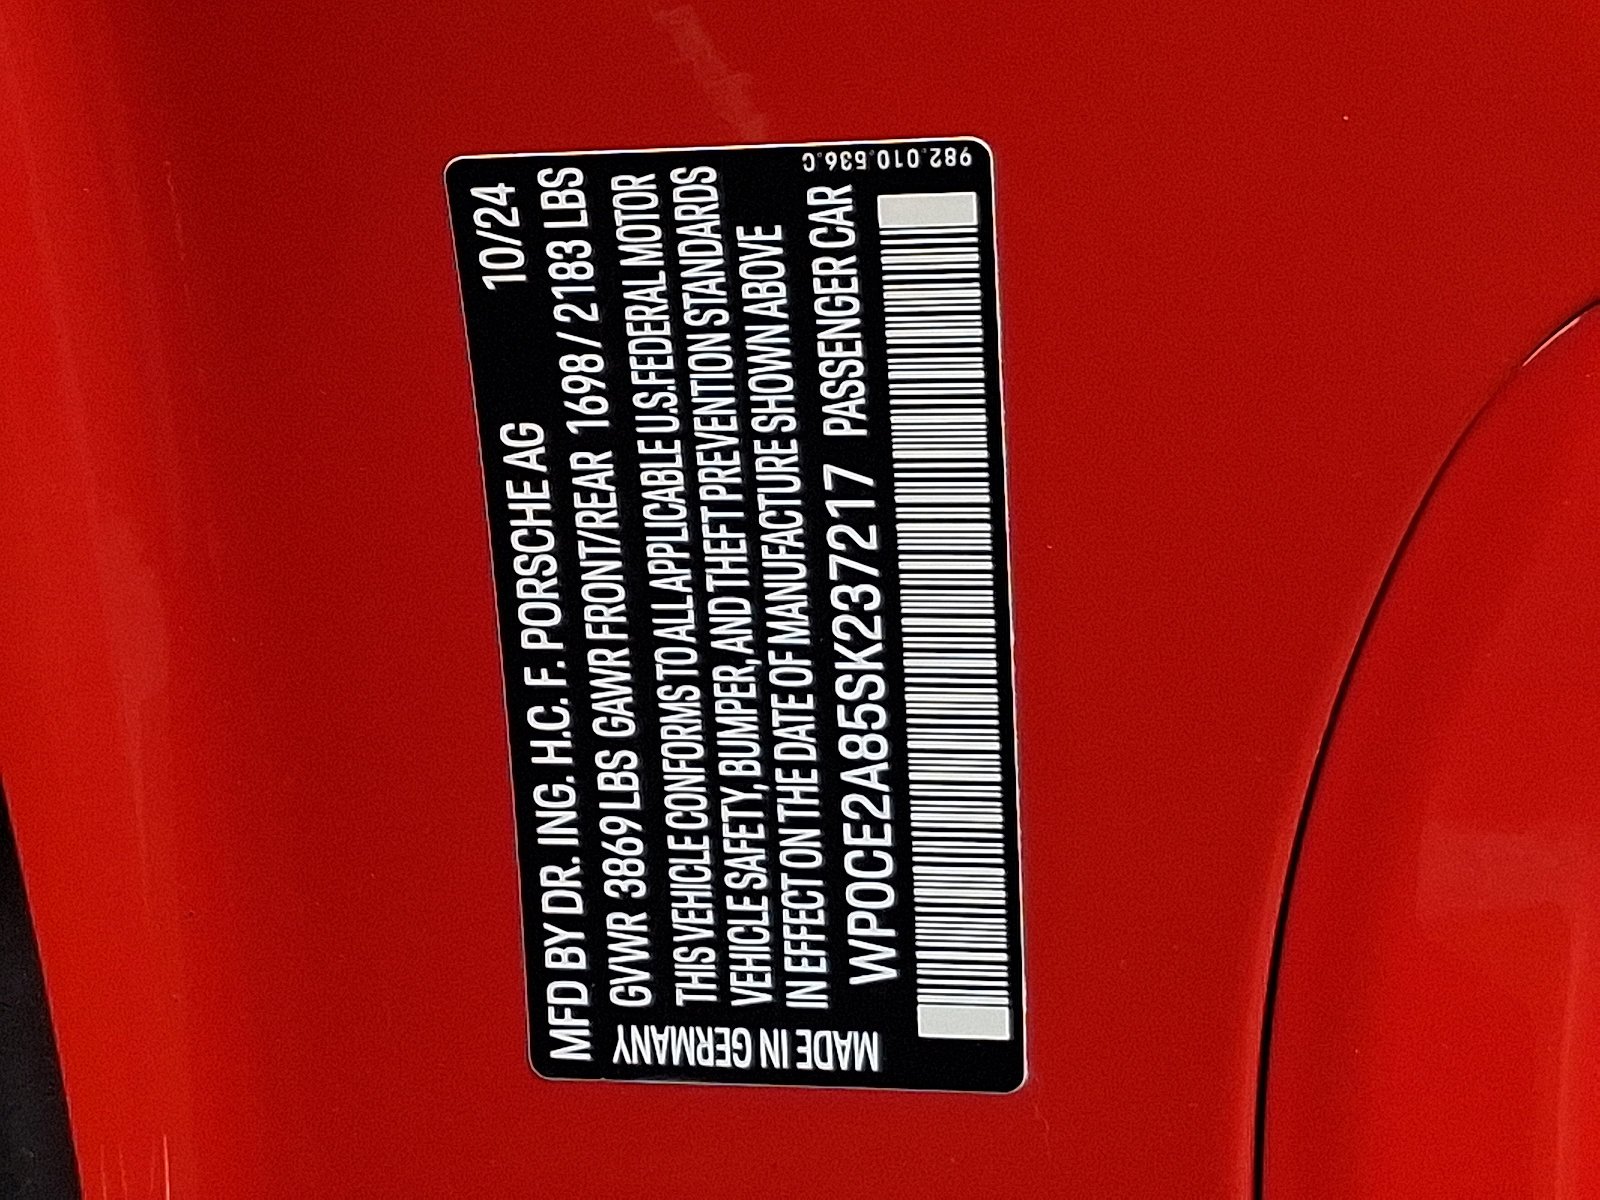 MFD BY DR. ING. H.C. F. PORSCHE AG 10/24
GVWR 3869 LBS GAWR FRONT/REAR 1698/2183 LBS
THIS VEHICLE CONFORMS TO ALL APPLICABLE U.S.FEDERAL MOTOR
VEHICLE SAFETY, BUMPER, AND THEFT PREVENTION STANDARDS
IN EFFECT ON THE DATE OF MANUFACTURE SHOWN ABOVE
WP0CE2A85SK237217 PASSENGER CAR
MADE IN GERMANY
982.010.536.C